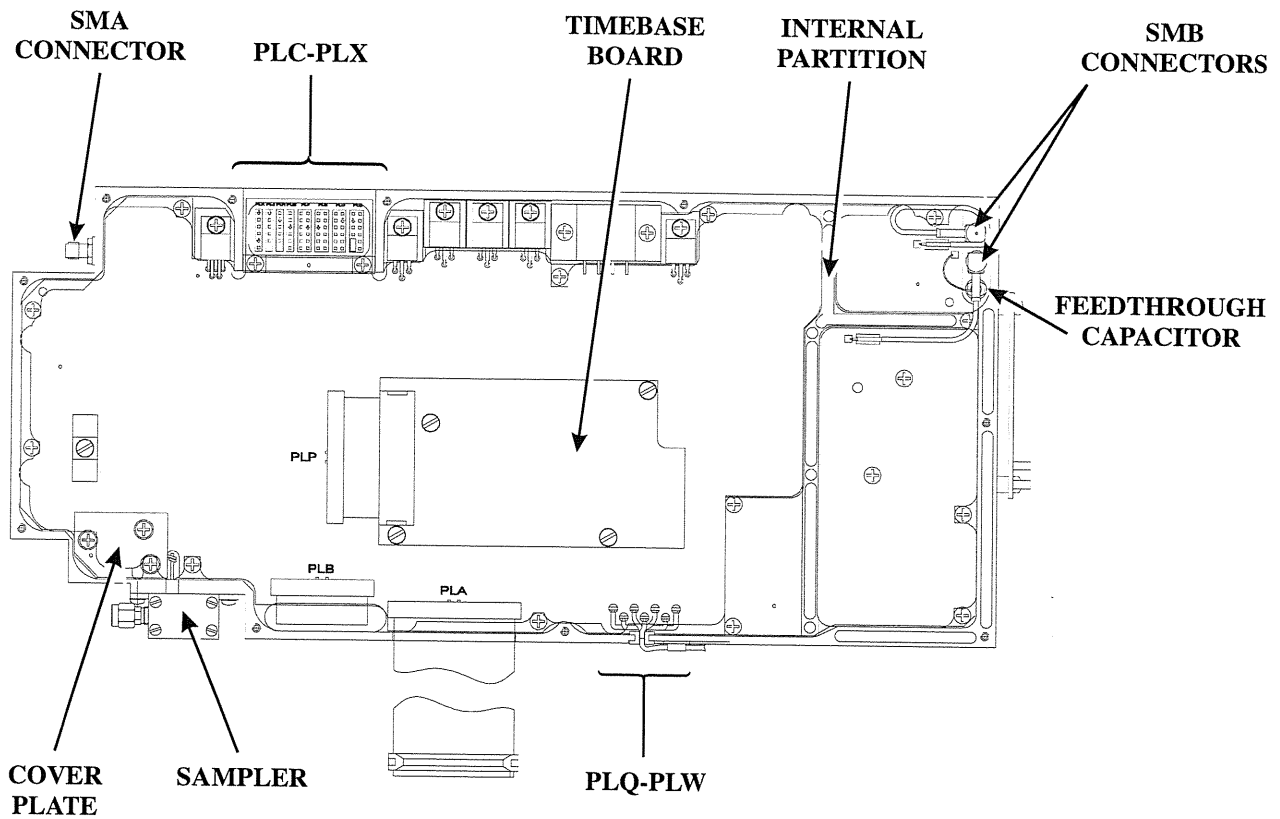 SMA
CONNECTOR
PLC-PLX
TIMEBASE
BOARD
INTERNAL
PARTITION
SMB
CONNECTORS
FEEDTHROUGH
CAPACITOR
PLP
PLB
PLA
COVER
PLATE
SAMPLER
PLQ-PLW